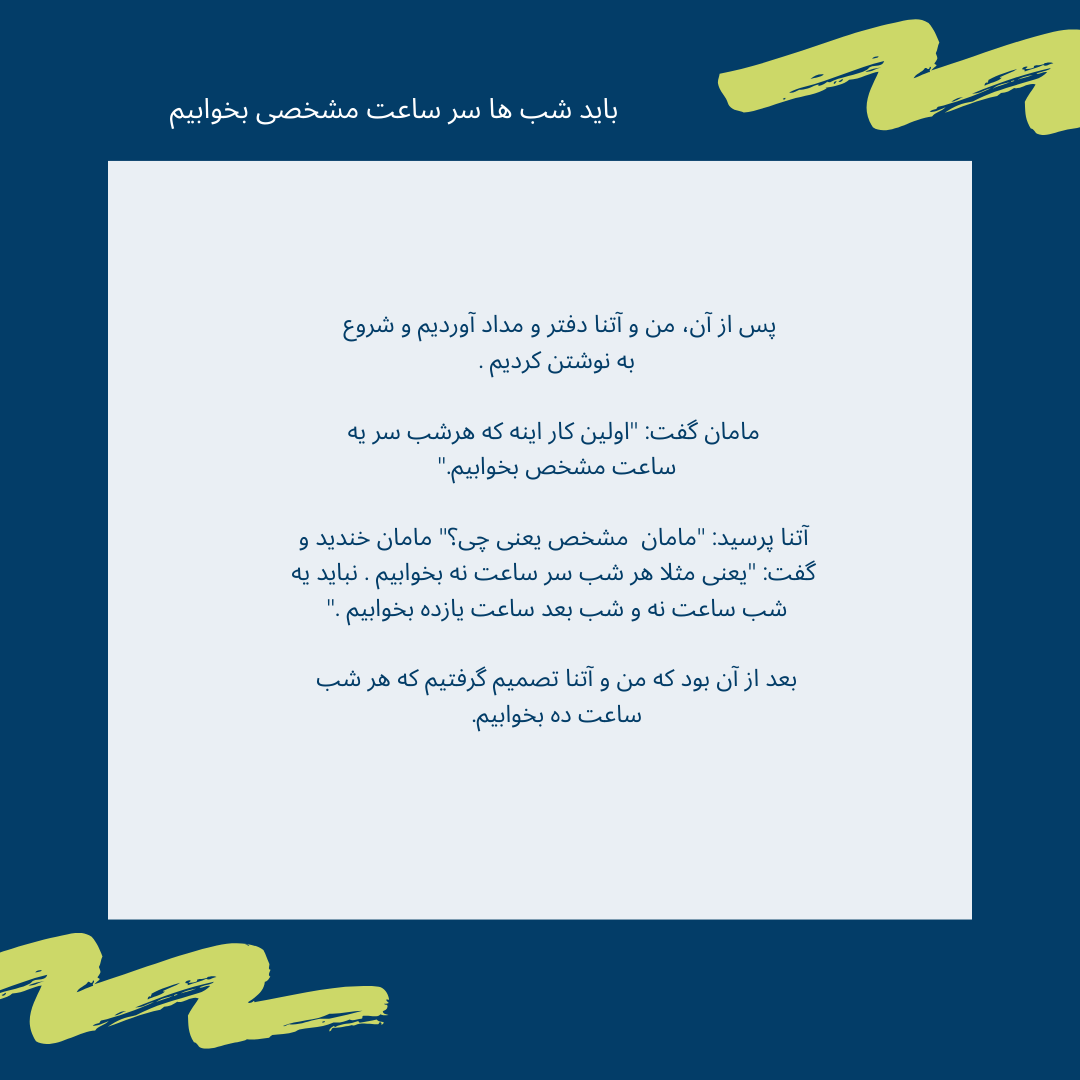 باید شب ها سر ساعت مشخصی بخوابیم
پس از آن، من و آتنا دفتر و مداد آوردیم و شروع
به نوشتن کردیم .
مامان گفت: "اولین کار اینه که هرشب سر یه
ساعت مشخص بخوابیم."
آتنا پرسید: "مامان  مشخص یعنی چی؟" مامان خندید و
گفت: "یعنی مثلا هر شب سر ساعت نه بخوابیم . نباید یه
شب ساعت نه و شب بعد ساعت یازده بخوابیم ."
بعد از آن بود که من و آتنا تصمیم گرفتیم که هر شب
ساعت ده بخوابیم.